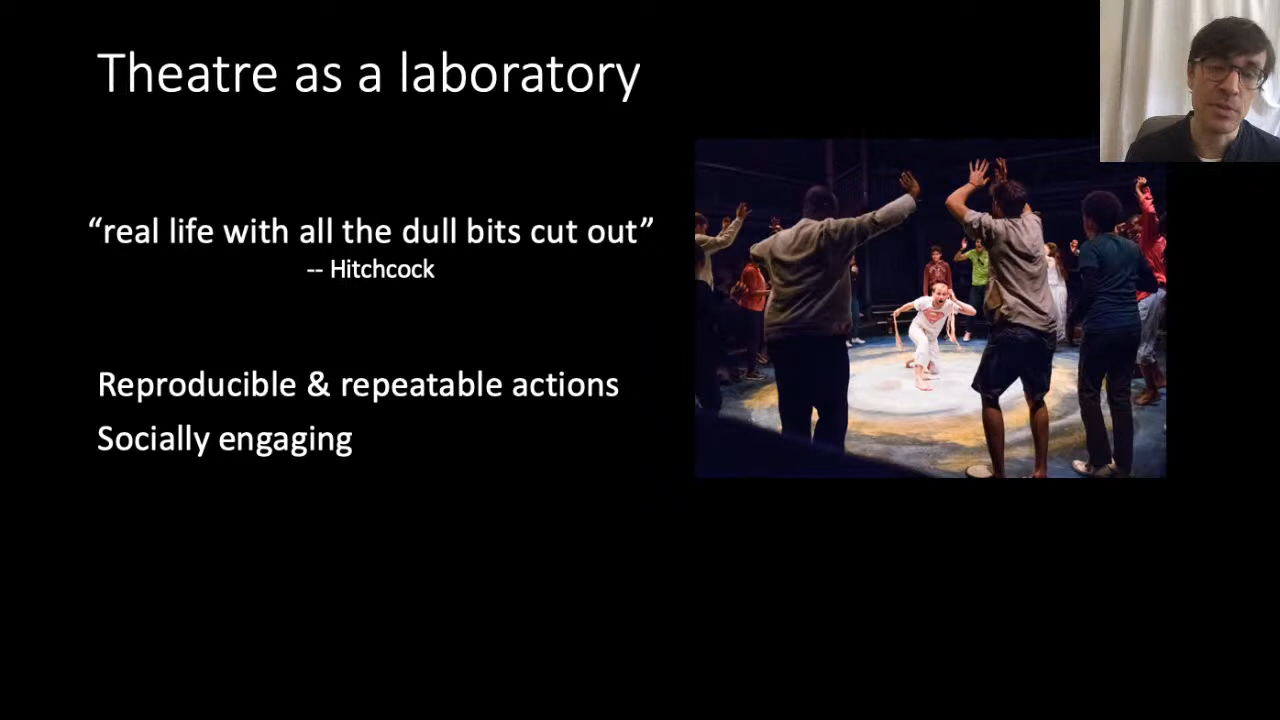 Theatre as a laboratory
“real life with all the dull bits cut out”
-- Hitchcock
Reproducible & repeatable actions
Socially engaging